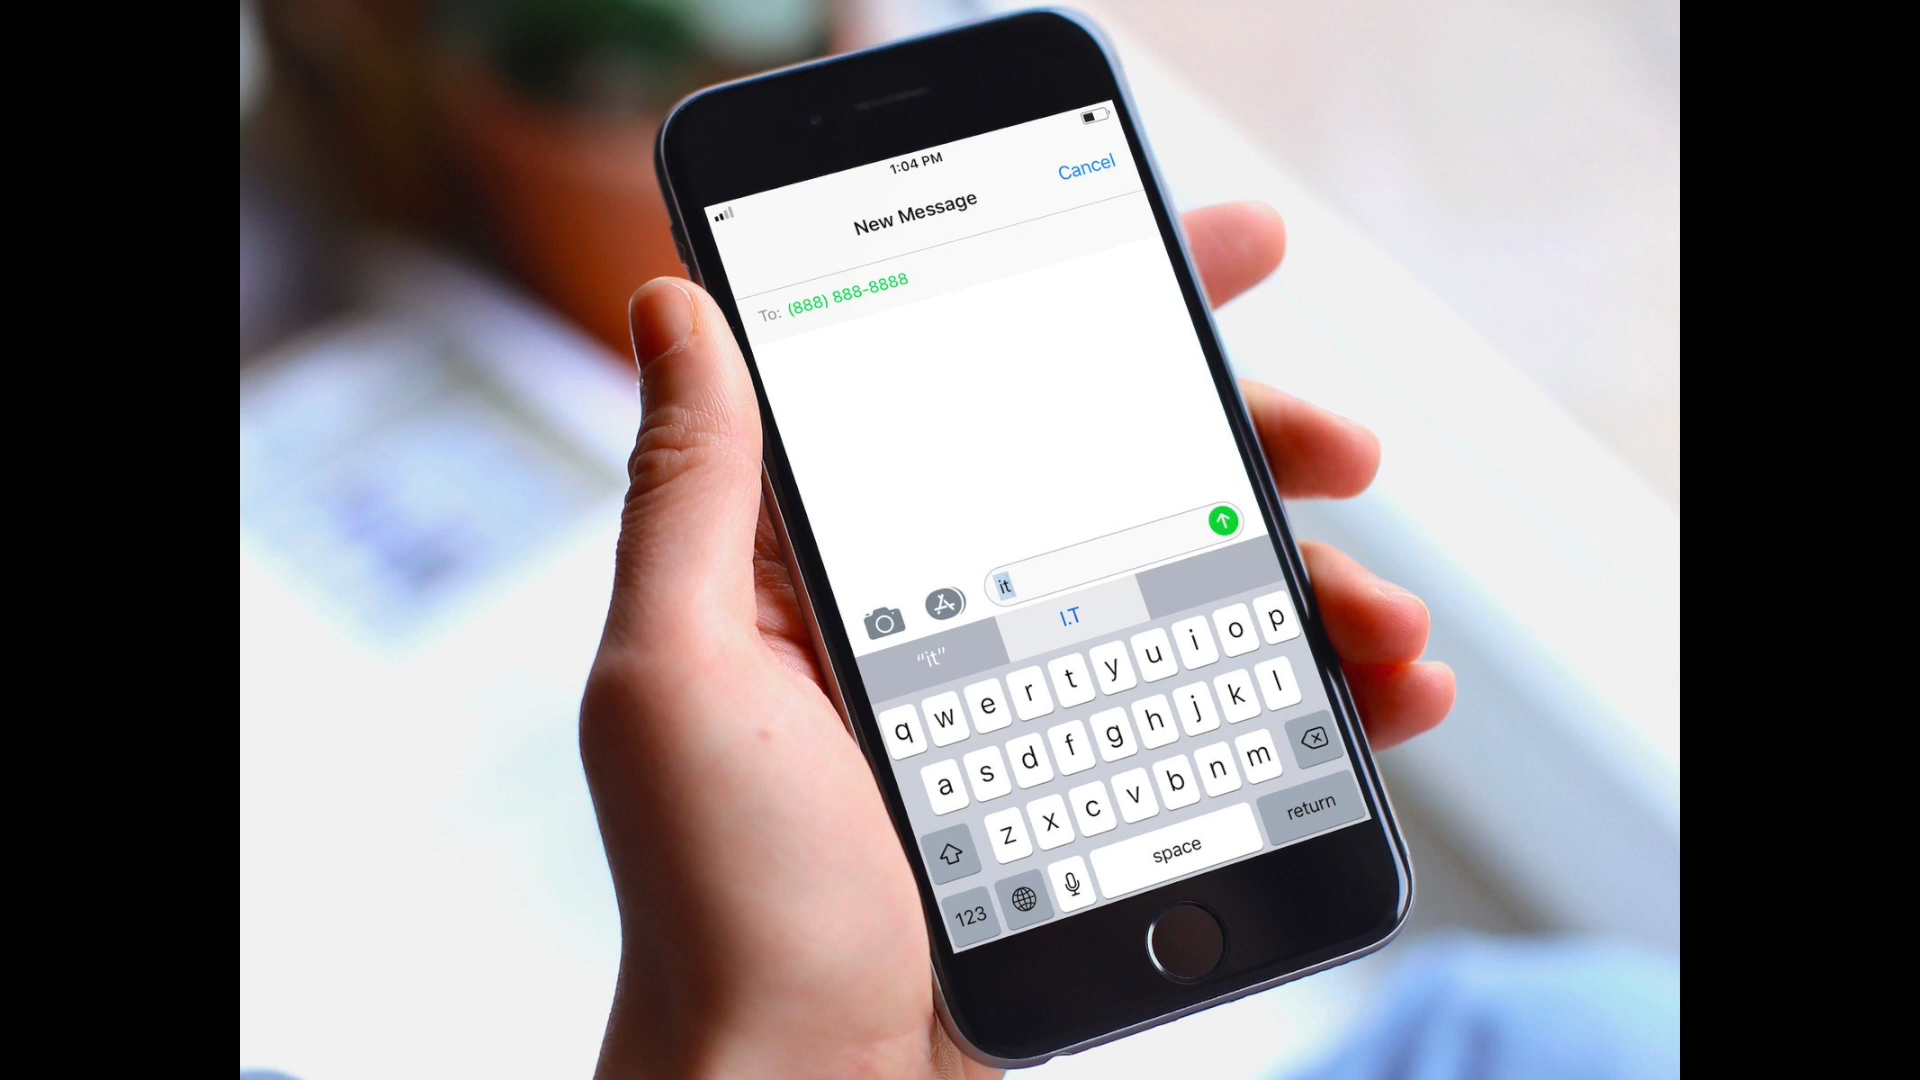 1:04 PM
New Message
Cancel
To: (888) 888-8888
it
"it"
I.T
q w e r t y u i o p
a s d f g h j k l
z x c v b n m
123
space
return